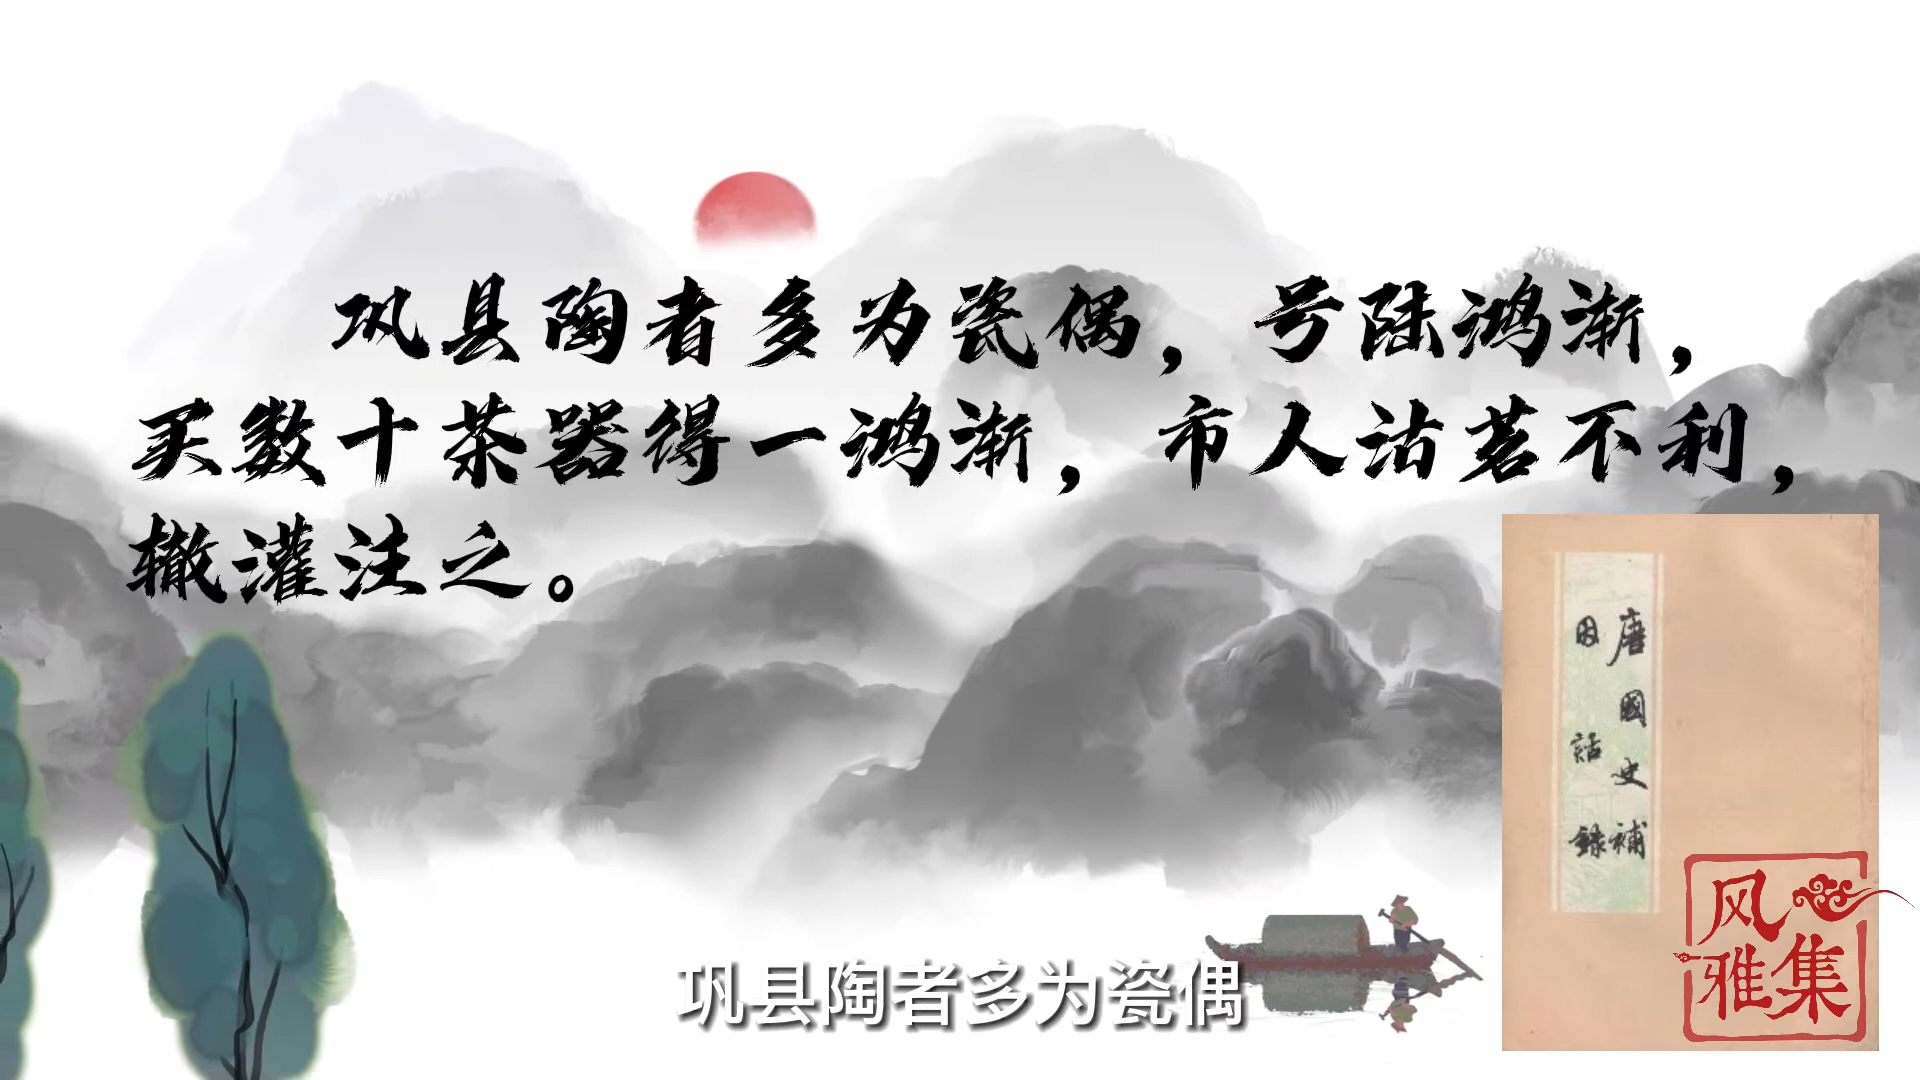 巩县陶者多为瓷偶，号陆鸿渐，
买数十茶器得一鸿渐，市人沽茗不利，
辙灌注之。
唐國史補
因話錄
风雅集
巩县陶者多为瓷偶